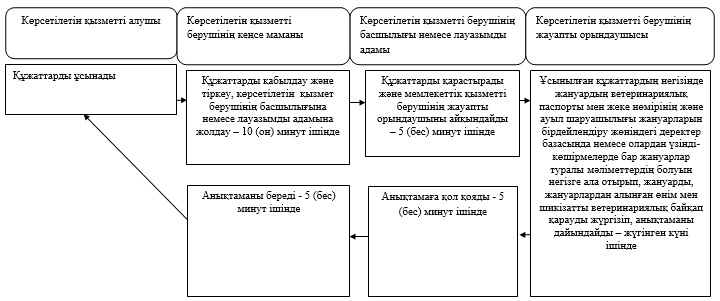 Көрсетілетін қызметті алушы
Көрсетілетін қызметті
берушінің кеңсе маманы
Көрсетілетін қызметті берушінің
басшылығы немесе лауазымды
адамы
Көрсетілетін қызметті берушінің
жауапты орындаушысы
Құжаттарды ұсынады
Құжаттарды қабылдау және
тіркеу, көрсетілетін қызмет
берушінің басшылығына
немесе лауазымды адамына
жолдау – 10 (он) минут ішінде
Құжаттарды қарастырады
және мемлекеттік қызметті
берушінің жауапты
орындаушыны айқындайды
– 5 (бес) минут ішінде
Ұсынылған құжаттардың негізінде
жануардың ветеринариялық
паспорты мен жеке нөмірінің және
ауыл шаруашылығы жануарларын
бірдейлендіру жөніндегі деректер
базасында немесе олардан үзінді-
көшірмелерде бар жануарлар
туралы мәліметтердің болуын
негізге ала отырып, жануарды,
жануарлардан алынған өнім мен
шикізатты ветеринариялық байқап
қарауды жүргізіп, анықтаманы
дайындайды – жүгінген күні
ішінде
Анықтаманы береді - 5 (бес)
минут ішінде
Анықтамаға қол қояды - 5
(бес) минут ішінде